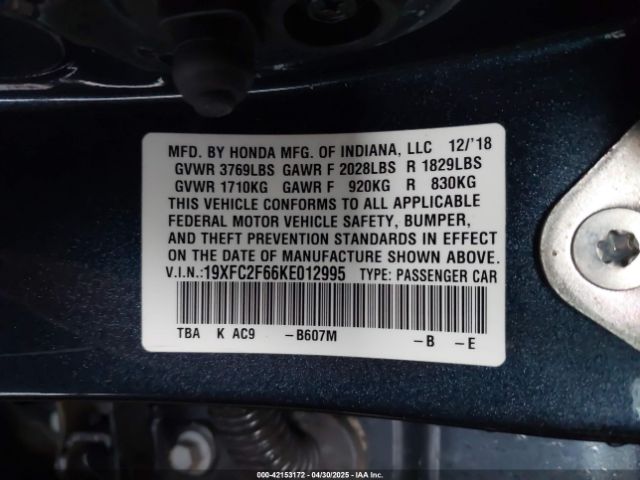 MFD. BY HONDA MFG. OF INDIANA, LLC 12/'18
GVWR 3769LBS GAWR F 2028LBS R 1829LBS
GVWR 1710KG GAWR F 920KG R 830KG
THIS VEHICLE CONFORMS TO ALL APPLICABLE
FEDERAL MOTOR VEHICLE SAFETY, BUMPER,
AND THEFT PREVENTION STANDARDS IN EFFECT
ON THE DATE OF MANUFACTURE SHOWN ABOVE.
V.I.N.:19XFC2F66KE012995 TYPE: PASSENGER CAR
TBA K AC9 -B607M -B -E
000-42153172 - 04/30/2025 - IAAI, Inc.